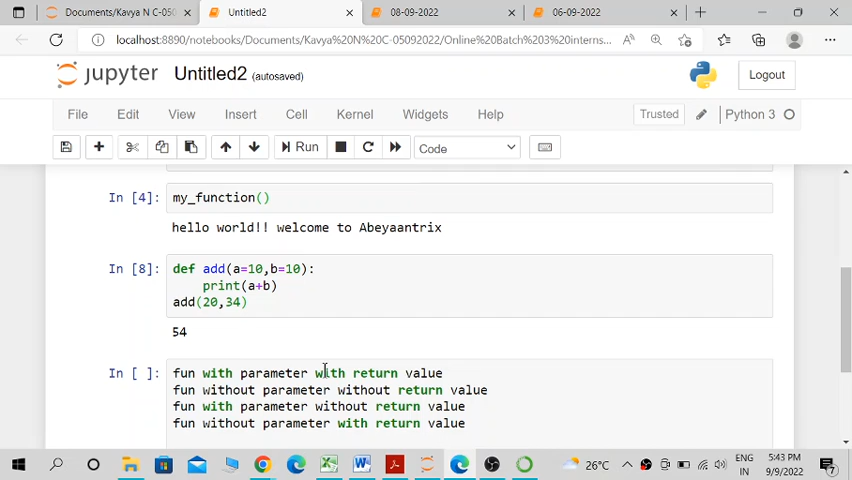 Documents/Kavya N C-050
Untitled2
08-09-2022
06-09-2022
localhost:8890/notebooks/Documents/Kavya%20N%20C-05092022/Online%20Batch%203%20interns...
jupyter Untitled2 (autosaved)
Logout
File Edit View Insert Cell Kernel Widgets Help
Trusted
Python 3
Run
Code
In [4]: my_function()
hello world!! welcome to Abeyaantrix
In [8]: def add(a=10,b=10):
print(a+b)
add(20,34)
54
In [ ]: fun with parameter with return value
fun without parameter without return value
fun with parameter without return value
fun without parameter with return value
26°C
ENG
IN
5:43 PM
9/9/2022
7